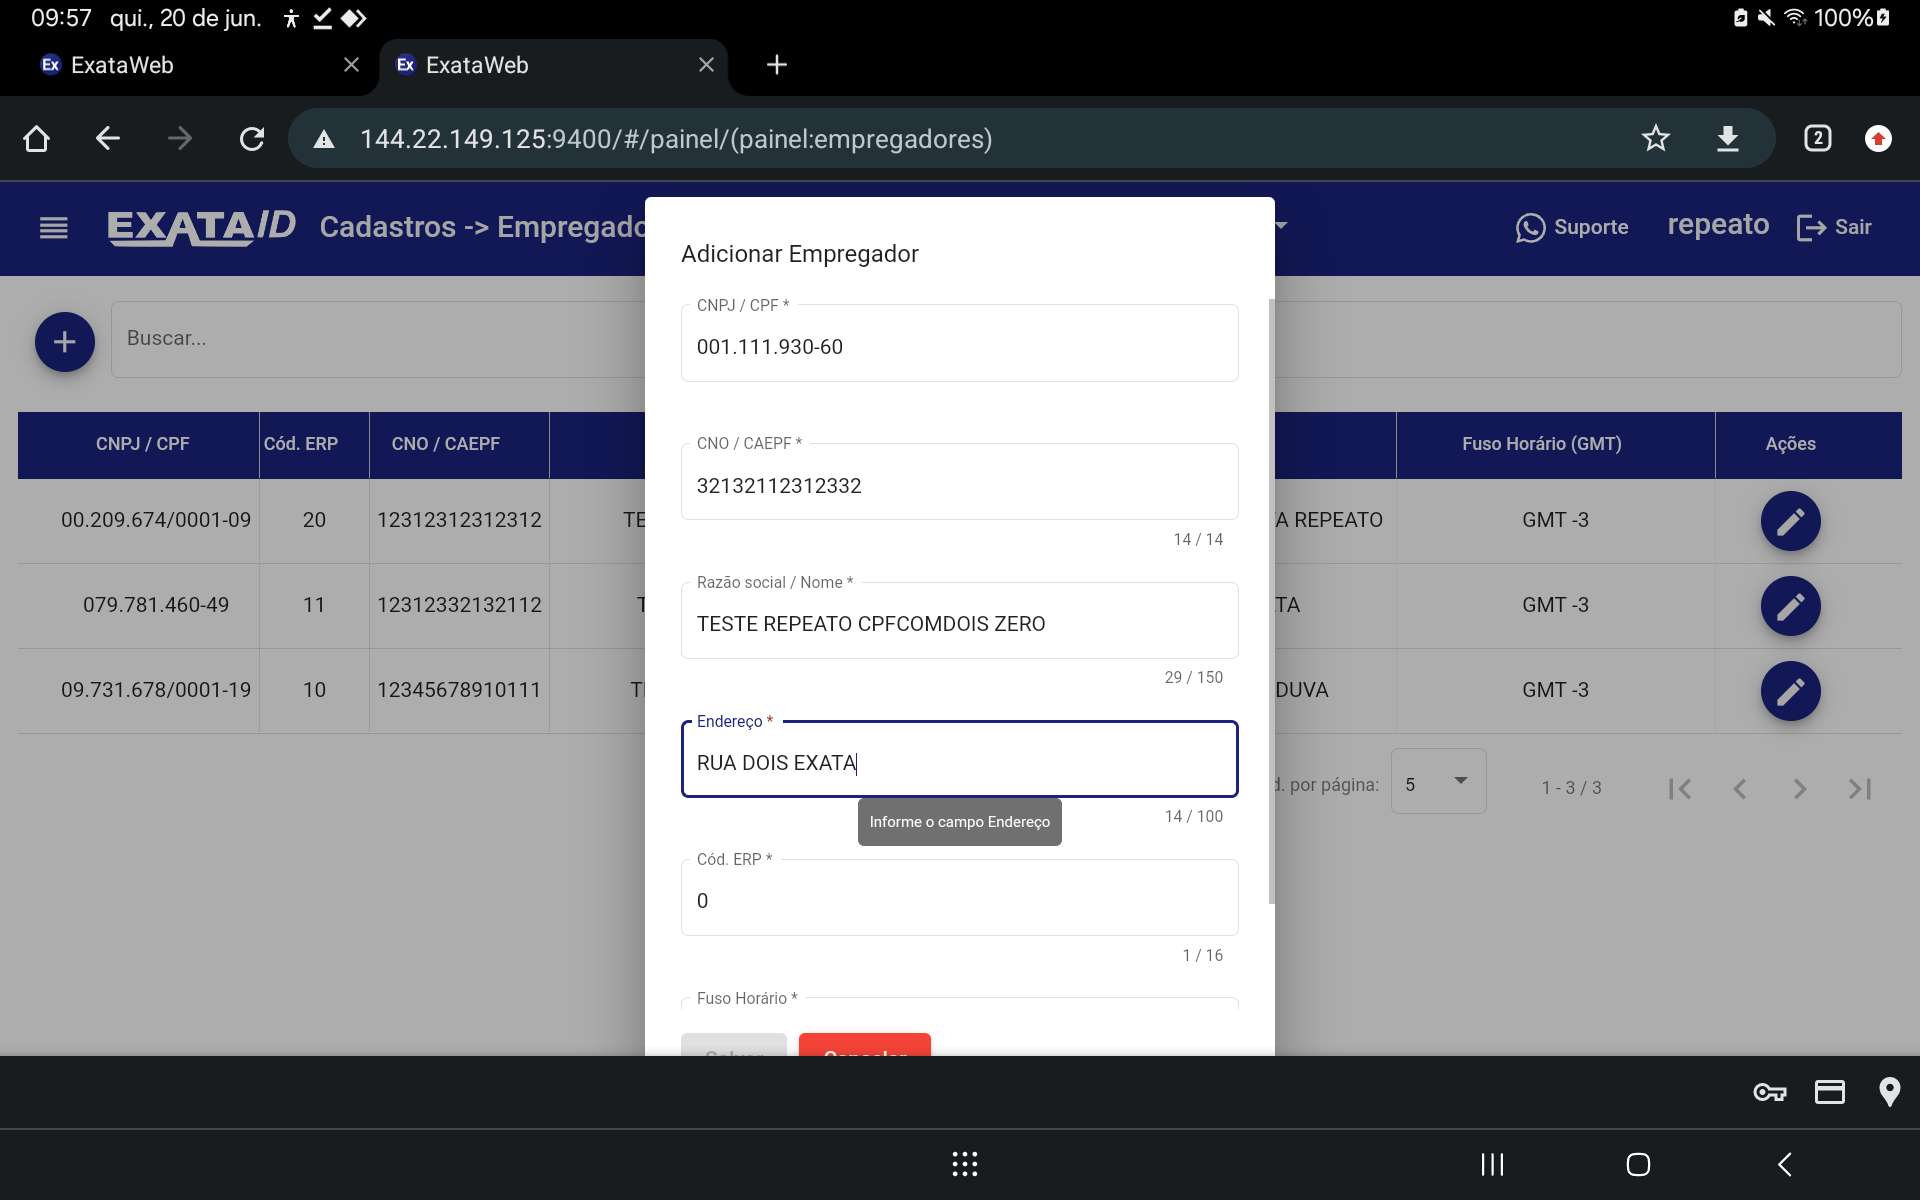 09:57 qui., 20 de jun. 100%
Ex ExataWeb Ex ExataWeb
144.22.149.125:9400/#/painel/(painel:empregadores) 2
EXATA/D Cadastros -> Empregado Suporte repeato Sair
Adicionar Empregador
CNPJ / CPF *
001.111.930-60
Buscar...
CNPJ / CPF Cód. ERP CNO / CAEPF Fuso Horário (GMT) Ações
CNO / CAEPF *
32132112312332
14 / 14
00.209.674/0001-09 20 12312312312312 TE A REPEATO GMT -3
Razão social / Nome *
TESTE REPEATO CPFCOMDOIS ZERO
29 / 150
079.781.460-49 11 12312332132112 T TA GMT -3
09.731.678/0001-19 10 12345678910111 T DUVA GMT -3
Endereço *
RUA DOIS EXATA
14 / 100
Informe o campo Endereço
d. por página: 5 1 - 3 / 3
Cód. ERP *
0
1 / 16
Fuso Horário *
Salvar Cancelar